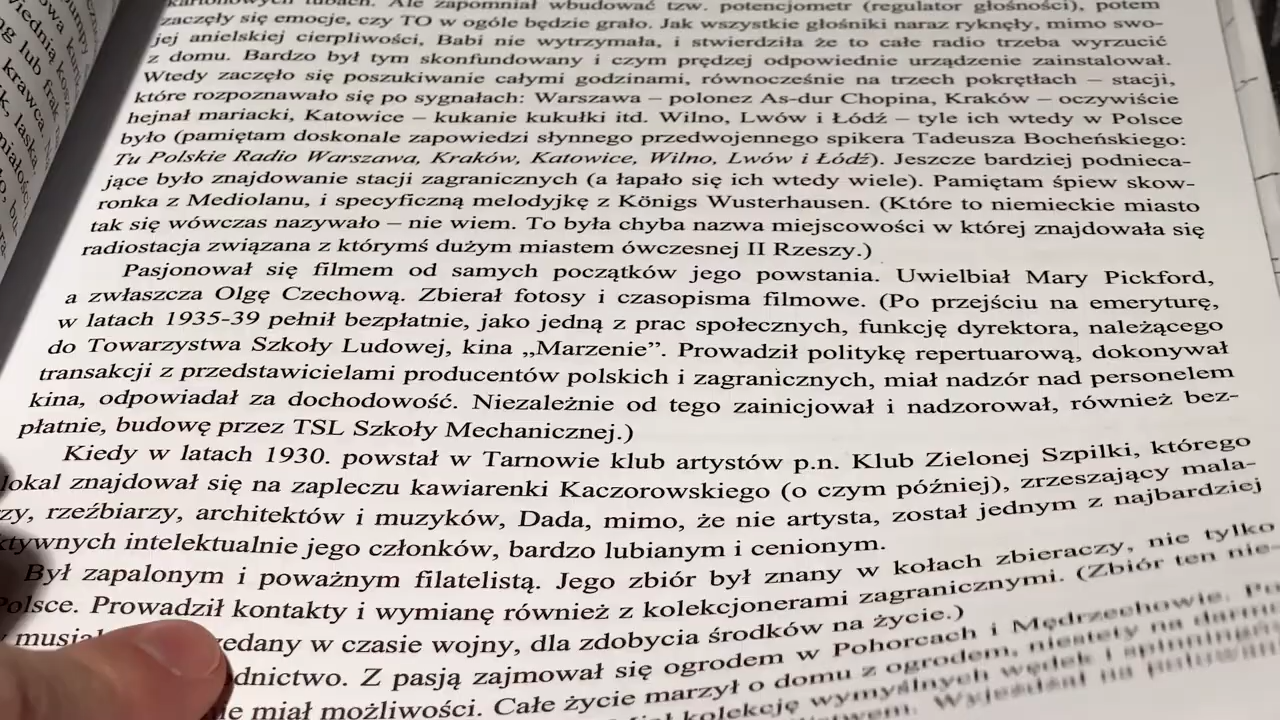 kartonowych tubach. Ale zapomniał wbudować tzw. potencjometr (regulator głośności), potem
zaczęły się emocje, czy TO w ogóle będzie grało. Jak wszystkie głośniki naraz ryknęły, mimo swo-
jej anielskiej cierpliwości, Babi nie wytrzymała, i stwierdziła że to całe radio trzeba wyrzucić
z domu. Bardzo był tym skonfundowany i czym prędzej odpowiednie urządzenie zainstalował.
Wtedy zaczęło się poszukiwanie całymi godzinami, równocześnie na trzech pokrętłach – stacji,
które rozpoznawało się po sygnałach: Warszawa – polonez As-dur Chopina, Kraków – oczywiście
hejnał mariacki, Katowice – kukanie kukułki itd. Wilno, Lwów i Łódź – tyle ich wtedy w Polsce
było (pamiętam doskonale zapowiedzi słynnego przedwojennego spikera Tadeusza Bocheńskiego:
Tu Polskie Radio Warszawa, Kraków, Katowice, Wilno, Lwów i Łódź). Jeszcze bardziej podnieca-
jące było znajdowanie stacji zagranicznych (a łapało się ich wtedy wiele). Pamiętam śpiew skow-
ronka z Mediolanu, i specyficzną melodyjkę z Königs Wusterhausen. (Które to niemieckie miasto
tak się wówczas nazywało – nie wiem. To była chyba nazwa miejscowości w której znajdowała się
radiostacja związana z którymś dużym miastem ówczesnej II Rzeszy.)
Pasjonował się filmem od samych początków jego powstania. Uwielbiał Mary Pickford,
a zwłaszcza Olgę Czechową. Zbierał fotosy i czasopisma filmowe. (Po przejściu na emeryturę,
w latach 1935-39 pełnił bezpłatnie, jako jedną z prac społecznych, funkcję dyrektora, należącego
do Towarzystwa Szkoły Ludowej, kina „Marzenie”. Prowadził politykę repertuarową, dokonywał
transakcji z przedstawicielami producentów polskich i zagranicznych, miał nadzór nad personelem
kina, odpowiadał za dochodowość. Niezależnie od tego zainicjował i nadzorował, również bez-
płatnie, budowę przez TSL Szkoły Mechanicznej.)
Kiedy w latach 1930. powstał w Tarnowie klub artystów p.n. Klub Zielonej Szpilki, którego
lokal znajdował się na zapleczu kawiarenki Kaczorowskiego (o czym później), zrzeszający mala-
zy, rzeźbiarzy, architektów i muzyków, Dada, mimo, że nie artysta, został jednym z najbardziej
ktywnych intelektualnie jego członków, bardzo lubianym i cenionym.
Był zapalonym i poważnym filatelistą. Jego zbiór był znany w kołach zbieraczy, nie tylko
Polsce. Prowadził kontakty i wymianę również z kolekcjonerami zagranicznymi. (Zbiór ten nie-
musiał zedany w czasie wojny, dla zdobycia środków na życie.)
dnictwo. Z pasją zajmował się ogrodem w Pohorcach i Mędrzechowie.
ie miał możliwości. Całe życie marzył o domu z ogrodem, niestety na
kolekcję wymyślnych wędek i
Wyjeżdżał na